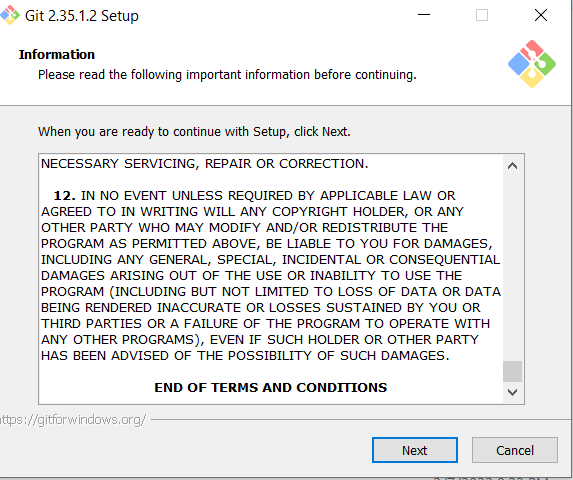 Git 2.35.1.2 Setup
Information
Please read the following important information before continuing.
When you are ready to continue with Setup, click Next.
NECESSARY SERVICING, REPAIR OR CORRECTION.
12. IN NO EVENT UNLESS REQUIRED BY APPLICABLE LAW OR
AGREED TO IN WRITING WILL ANY COPYRIGHT HOLDER, OR ANY
OTHER PARTY WHO MAY MODIFY AND/OR REDISTRIBUTE THE
PROGRAM AS PERMITTED ABOVE, BE LIABLE TO YOU FOR DAMAGES,
INCLUDING ANY GENERAL, SPECIAL, INCIDENTAL OR CONSEQUENTIAL
DAMAGES ARISING OUT OF THE USE OR INABILITY TO USE THE
PROGRAM (INCLUDING BUT NOT LIMITED TO LOSS OF DATA OR DATA
BEING RENDERED INACCURATE OR LOSSES SUSTAINED BY YOU OR
THIRD PARTIES OR A FAILURE OF THE PROGRAM TO OPERATE WITH
ANY OTHER PROGRAMS), EVEN IF SUCH HOLDER OR OTHER PARTY
HAS BEEN ADVISED OF THE POSSIBILITY OF SUCH DAMAGES.
END OF TERMS AND CONDITIONS
https://gitforwindows.org/
Next Cancel